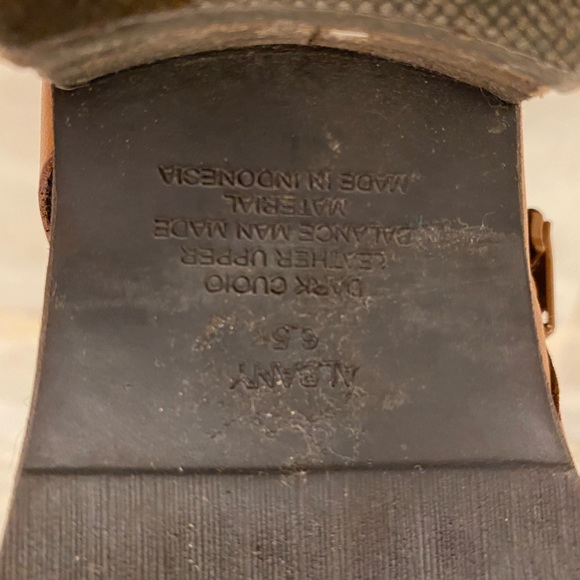 ALBANY
6.5
DARK CUOIO
LEATHER UPPER
BALANCE MAN MADE
MATERIAL
MADE IN INDONESIA